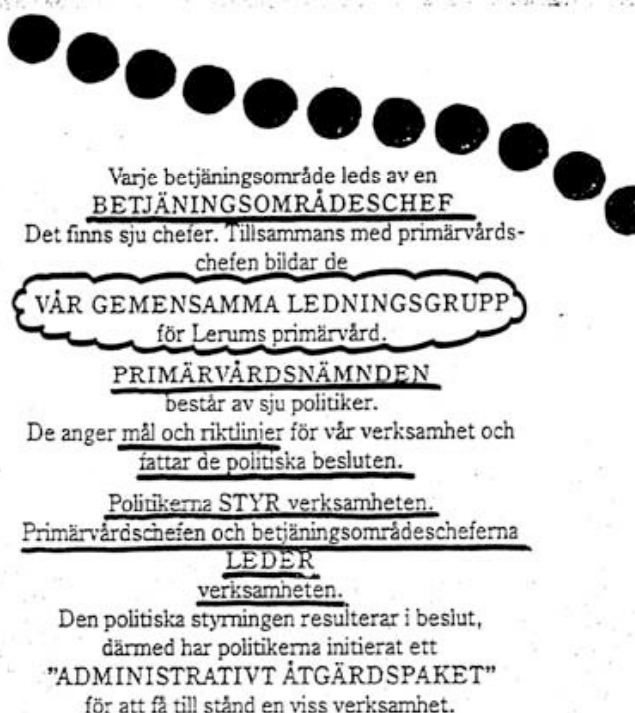 Varje betjäningsområde leds av en
BETJÄNINGSOMRÅDESCHEF
Det finns sju chefer. Tillsammans med primärvårds-
chefen bildar de
VÅR GEMENSAMMA LEDNINGSGRUPP
för Lerums primärvård.
PRIMÄRVÅRDSNÄMNDEN
består av sju politiker.
De anger mål och riktlinjer för vår verksamhet och
fattar de politiska besluten.
Politikerna STYR verksamheten.
Primärvårdschefen och betjäningsområdescheferna
LEDER
verksamheten.
Den politiska styrningen resulterar i beslut,
därmed har politikerna initierat ett
"ADMINISTRATIVT ÅTGÄRDSPAKET"
för att få till stånd en viss verksamhet.